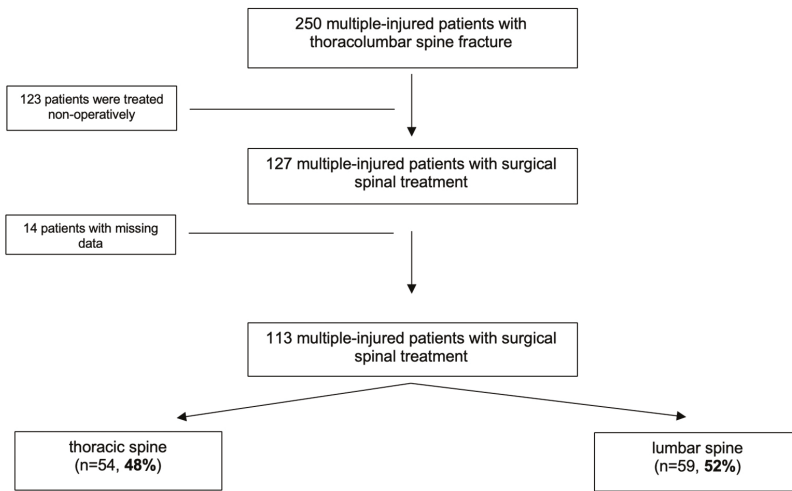 250 multiple-injured patients with
thoracolumbar spine fracture
123 patients were treated
non-operatively
127 multiple-injured patients with surgical
spinal treatment
14 patients with missing
data
113 multiple-injured patients with surgical
spinal treatment
thoracic spine
(n=54, 48%)
lumbar spine
(n=59, 52%)